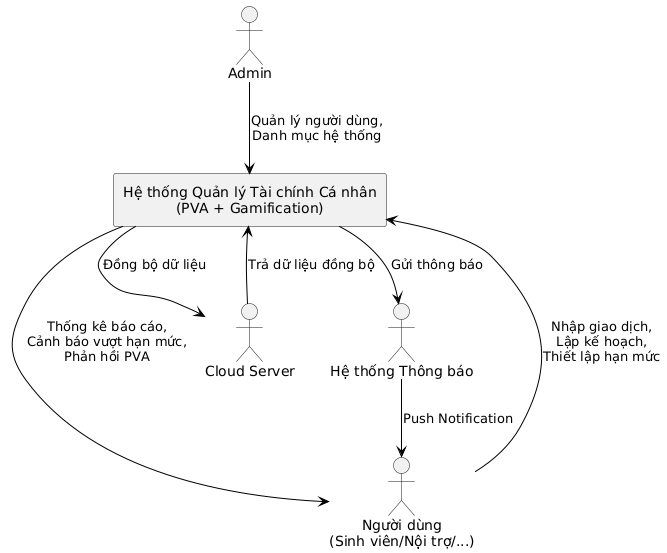 Admin
Quản lý người dùng,
Danh mục hệ thống
Hệ thống Quản lý Tài chính Cá nhân
(PVA + Gamification)
Đồng bộ dữ liệu
Trả dữ liệu đồng bộ
Gửi thông báo
Thống kê báo cáo,
Cảnh báo vượt hạn mức,
Phản hồi PVA
Nhập giao dịch,
Lập kế hoạch,
Thiết lập hạn mức
Cloud Server
Hệ thống Thông báo
Push Notification
Người dùng
(Sinh viên/Nội trợ/...)